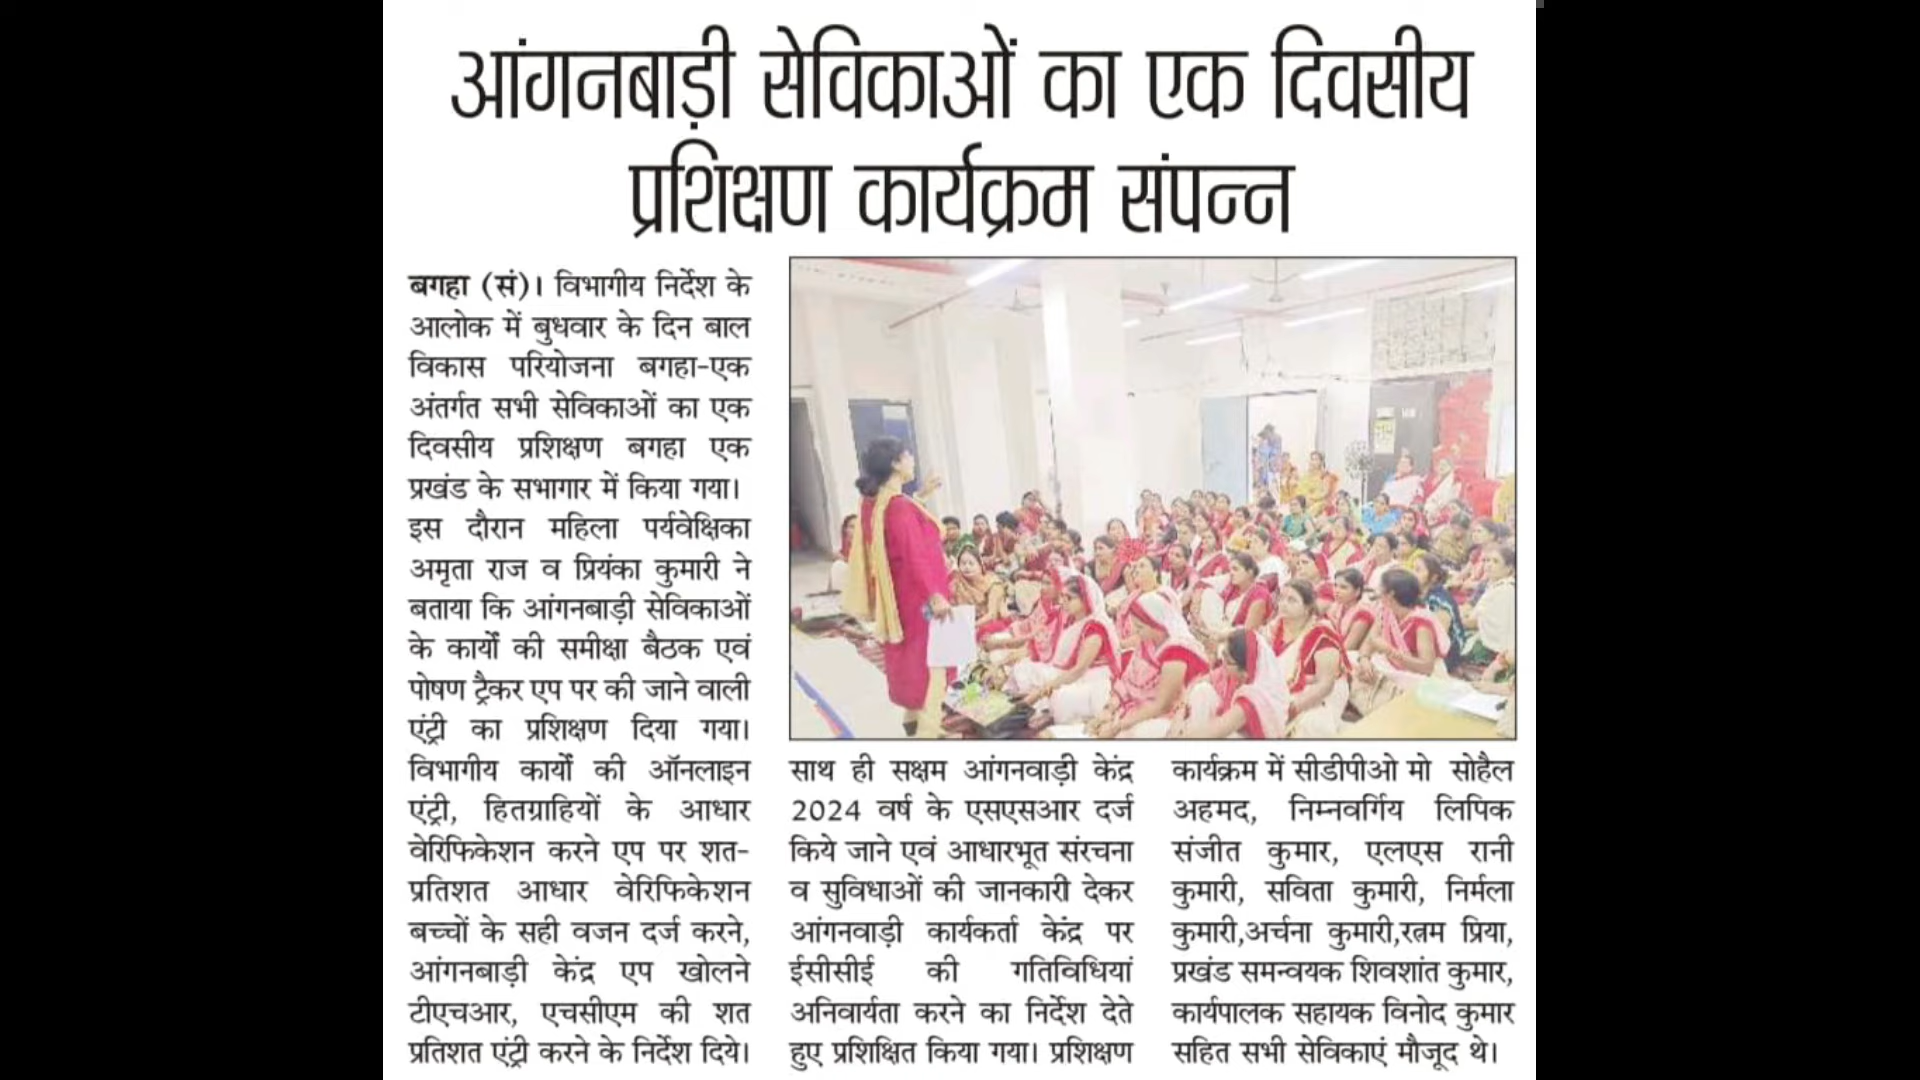 आंगनबाड़ी सेविकाओं का एक दिवसीय
प्रशिक्षण कार्यक्रम संपन्न
बगहा (सं)। विभागीय निर्देश के
आलोक में बुधवार के दिन बाल
विकास परियोजना बगहा-एक
अंतर्गत सभी सेविकाओं का एक
दिवसीय प्रशिक्षण बगहा एक
प्रखंड के सभागार में किया गया।
इस दौरान महिला पर्यवेक्षिका
अमृता राज व प्रियंका कुमारी ने
बताया कि आंगनबाड़ी सेविकाओं
के कार्यों की समीक्षा बैठक एवं
पोषण ट्रैकर एप पर की जाने वाली
एंट्री का प्रशिक्षण दिया गया।
विभागीय कार्यों की ऑनलाइन
एंट्री, हितग्राहियों के आधार
वेरिफिकेशन करने एप पर शत-
प्रतिशत आधार वेरिफिकेशन
बच्चों के सही वजन दर्ज करने,
आंगनबाड़ी केंद्र एप खोलने
टीएचआर, एचसीएम की शत
प्रतिशत एंट्री करने के निर्देश दिये।
साथ ही सक्षम आंगनवाड़ी केंद्र
2024 वर्ष के एसएसआर दर्ज
किये जाने एवं आधारभूत संरचना
व सुविधाओं की जानकारी देकर
आंगनवाड़ी कार्यकर्ता केंद्र पर
ईसीसीई की गतिविधियां
अनिवार्यता करने का निर्देश देते
हुए प्रशिक्षित किया गया। प्रशिक्षण
कार्यक्रम में सीडीपीओ मो सोहैल
अहमद, निम्नवर्गिय लिपिक
संजीत कुमार, एलएस रानी
कुमारी, सविता कुमारी, निर्मला
कुमारी,अर्चना कुमारी,रत्नम प्रिया,
प्रखंड समन्वयक शिवशांत कुमार,
कार्यपालक सहायक विनोद कुमार
सहित सभी सेविकाएं मौजूद थे।